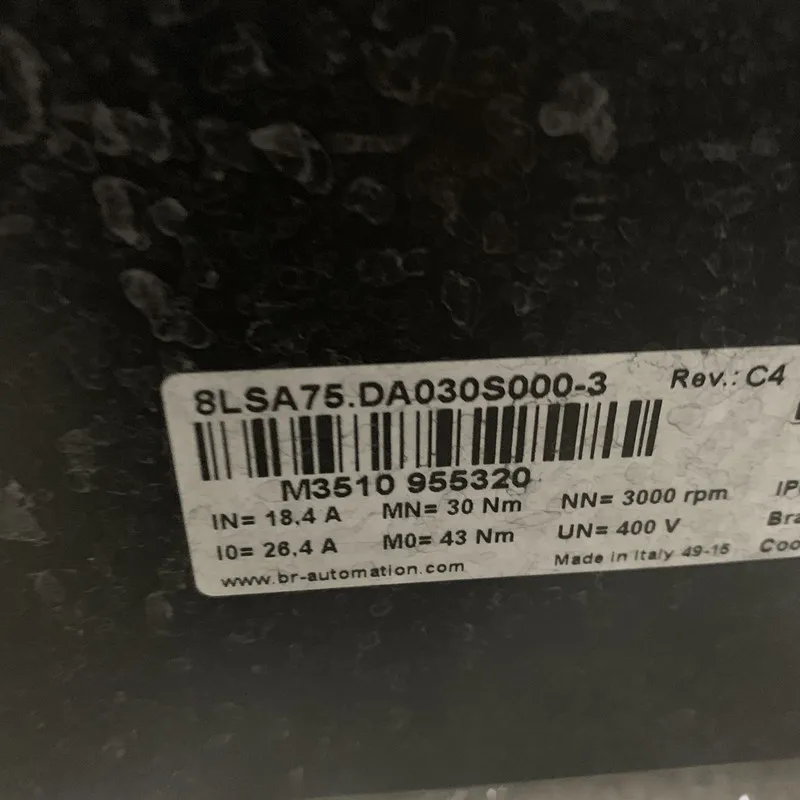 8LSA75.DA030S000-3 Rev.: C4
M3510 955320
IN= 18,4 A MN= 30 Nm NN= 3000 rpm
I0= 26,4 A M0= 43 Nm UN= 400 V
www.br-automation.com Made in Italy 49-15